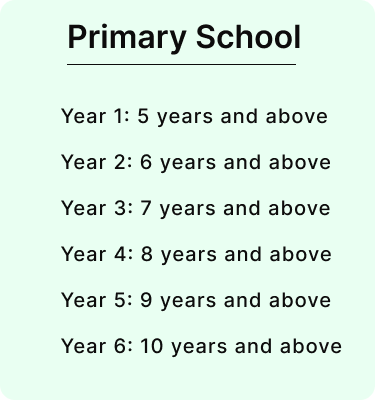 Primary School
Year 1: 5 years and above
Year 2: 6 years and above
Year 3: 7 years and above
Year 4: 8 years and above
Year 5: 9 years and above
Year 6: 10 years and above